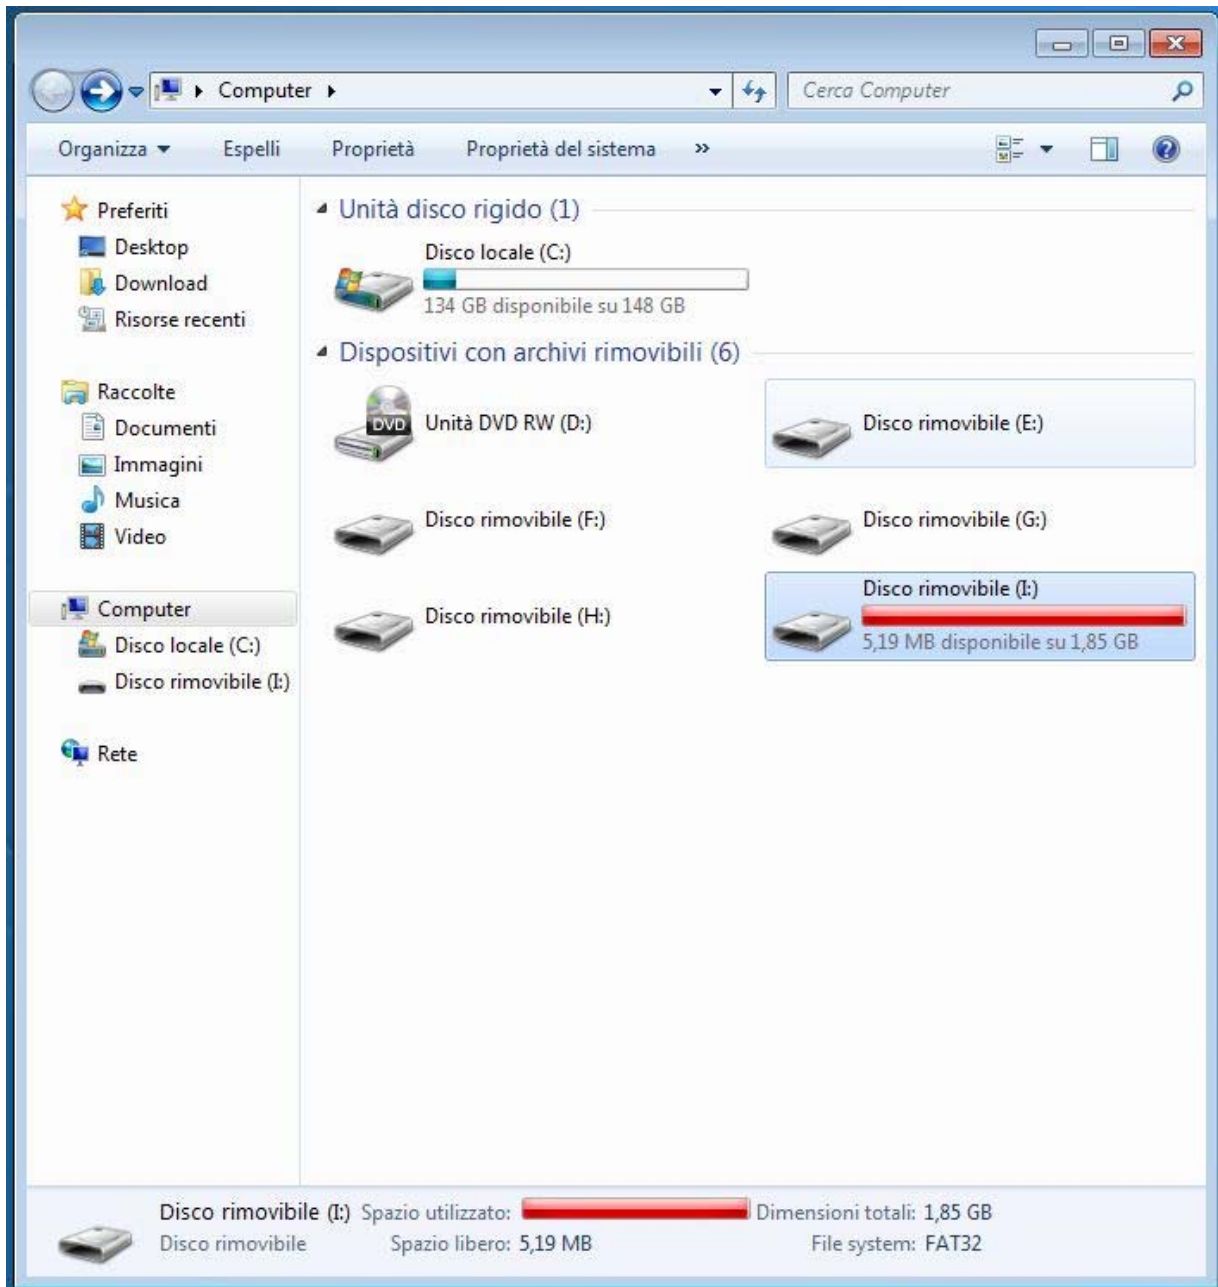 Computer
Cerca Computer
Organizza Espelli Proprietà Proprietà del sistema »
Preferiti
Desktop
Download
Risorse recenti
Raccolte
Documenti
Immagini
Musica
Video
Computer
Disco locale (C:)
Disco rimovibile (I:)
Rete
Unità disco rigido (1)
Disco locale (C:)
134 GB disponibile su 148 GB
Dispositivi con archivi rimovibili (6)
DVD
Unità DVD RW (D:)
Disco rimovibile (E:)
Disco rimovibile (F:)
Disco rimovibile (G:)
Disco rimovibile (H:)
Disco rimovibile (I:)
5,19 MB disponibile su 1,85 GB
Disco rimovibile (I:) Spazio utilizzato: Dimensioni totali: 1,85 GB
Disco rimovibile Spazio libero: 5,19 MB File system: FAT32